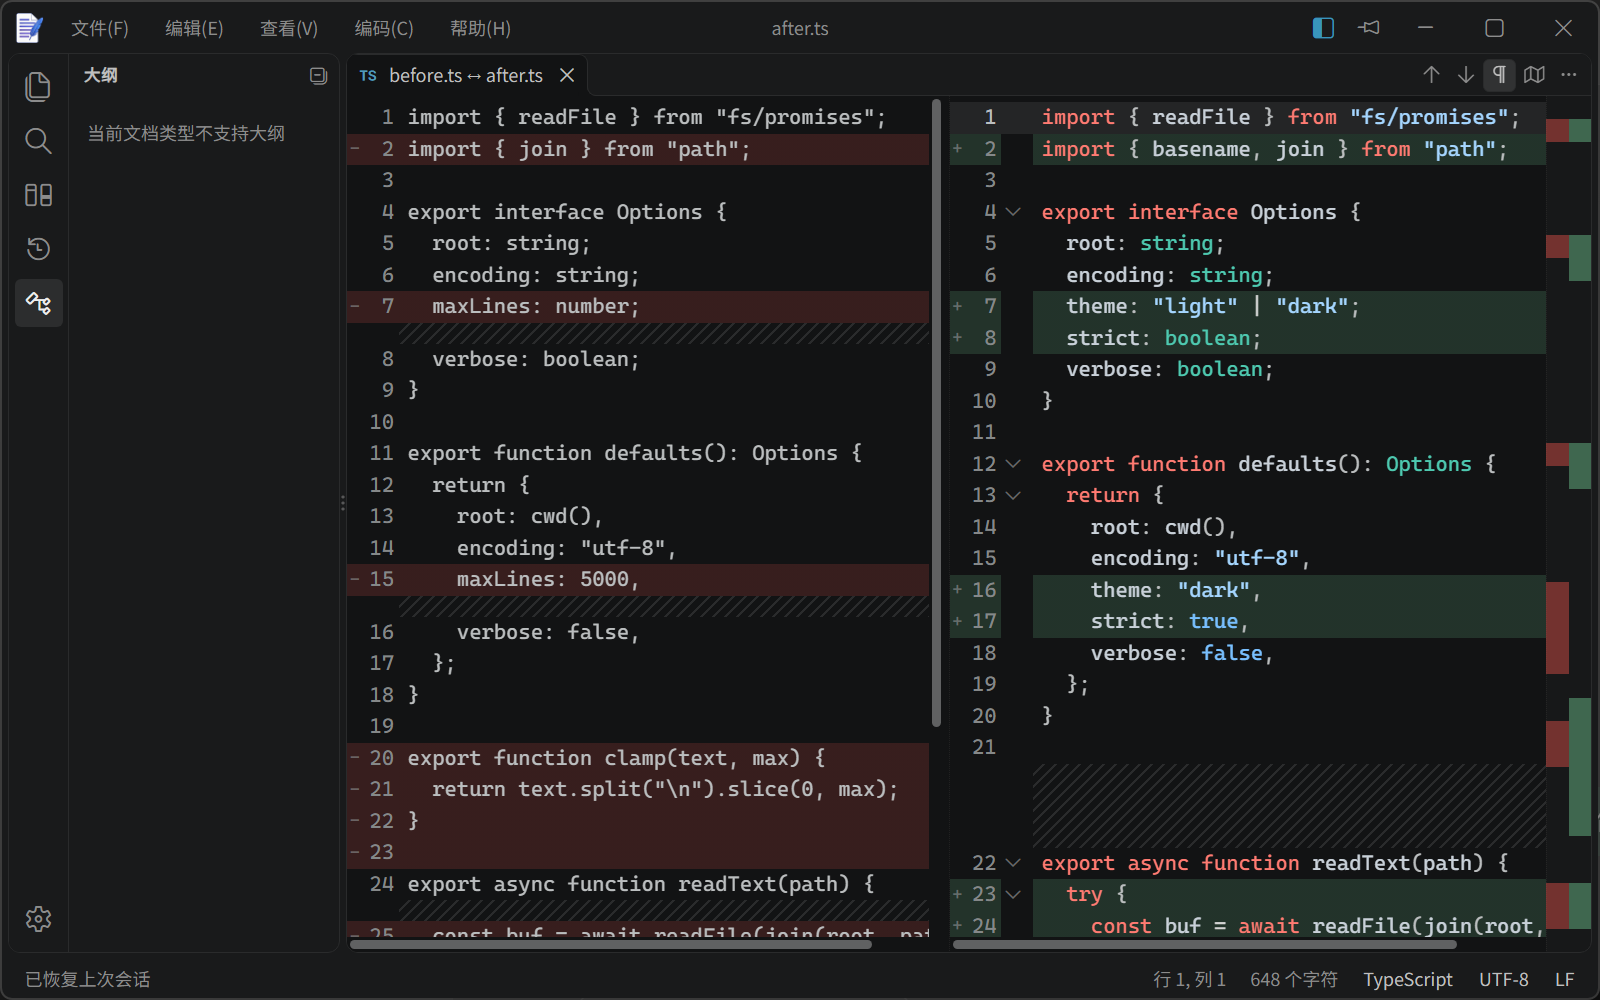 文件(F) 编辑(E) 查看(V) 编码(C) 帮助(H) after.ts
大纲
当前文档类型不支持大纲
TS before.ts↔after.ts
1 import { readFile } from "fs/promises";
- 2 import { join } from "path";
3
4 export interface Options {
5 root: string;
6 encoding: string;
- 7 maxLines: number;
8 verbose: boolean;
9 }
10
11 export function defaults(): Options {
12 return {
13 root: cwd(),
14 encoding: "utf-8",
- 15 maxLines: 5000,
16 verbose: false,
17 };
18 }
19
- 20 export function clamp(text, max) {
- 21 return text.split("\n").slice(0, max);
- 22 }
- 23
24 export async function readText(path) {
- 25 const buf = await readFile(join(root, pat
1 import { readFile } from "fs/promises";
+ 2 import { basename, join } from "path";
3
4 export interface Options {
5 root: string;
6 encoding: string;
+ 7 theme: "light" | "dark";
+ 8 strict: boolean;
9 verbose: boolean;
10 }
11
12 export function defaults(): Options {
13 return {
14 root: cwd(),
15 encoding: "utf-8",
+ 16 theme: "dark",
+ 17 strict: true,
18 verbose: false,
19 };
20 }
21
22 export async function readText(path) {
+ 23 try {
+ 24 const buf = await readFile(join(root,
已恢复上次会话
行 1, 列 1 648 个字符 TypeScript UTF-8 LF